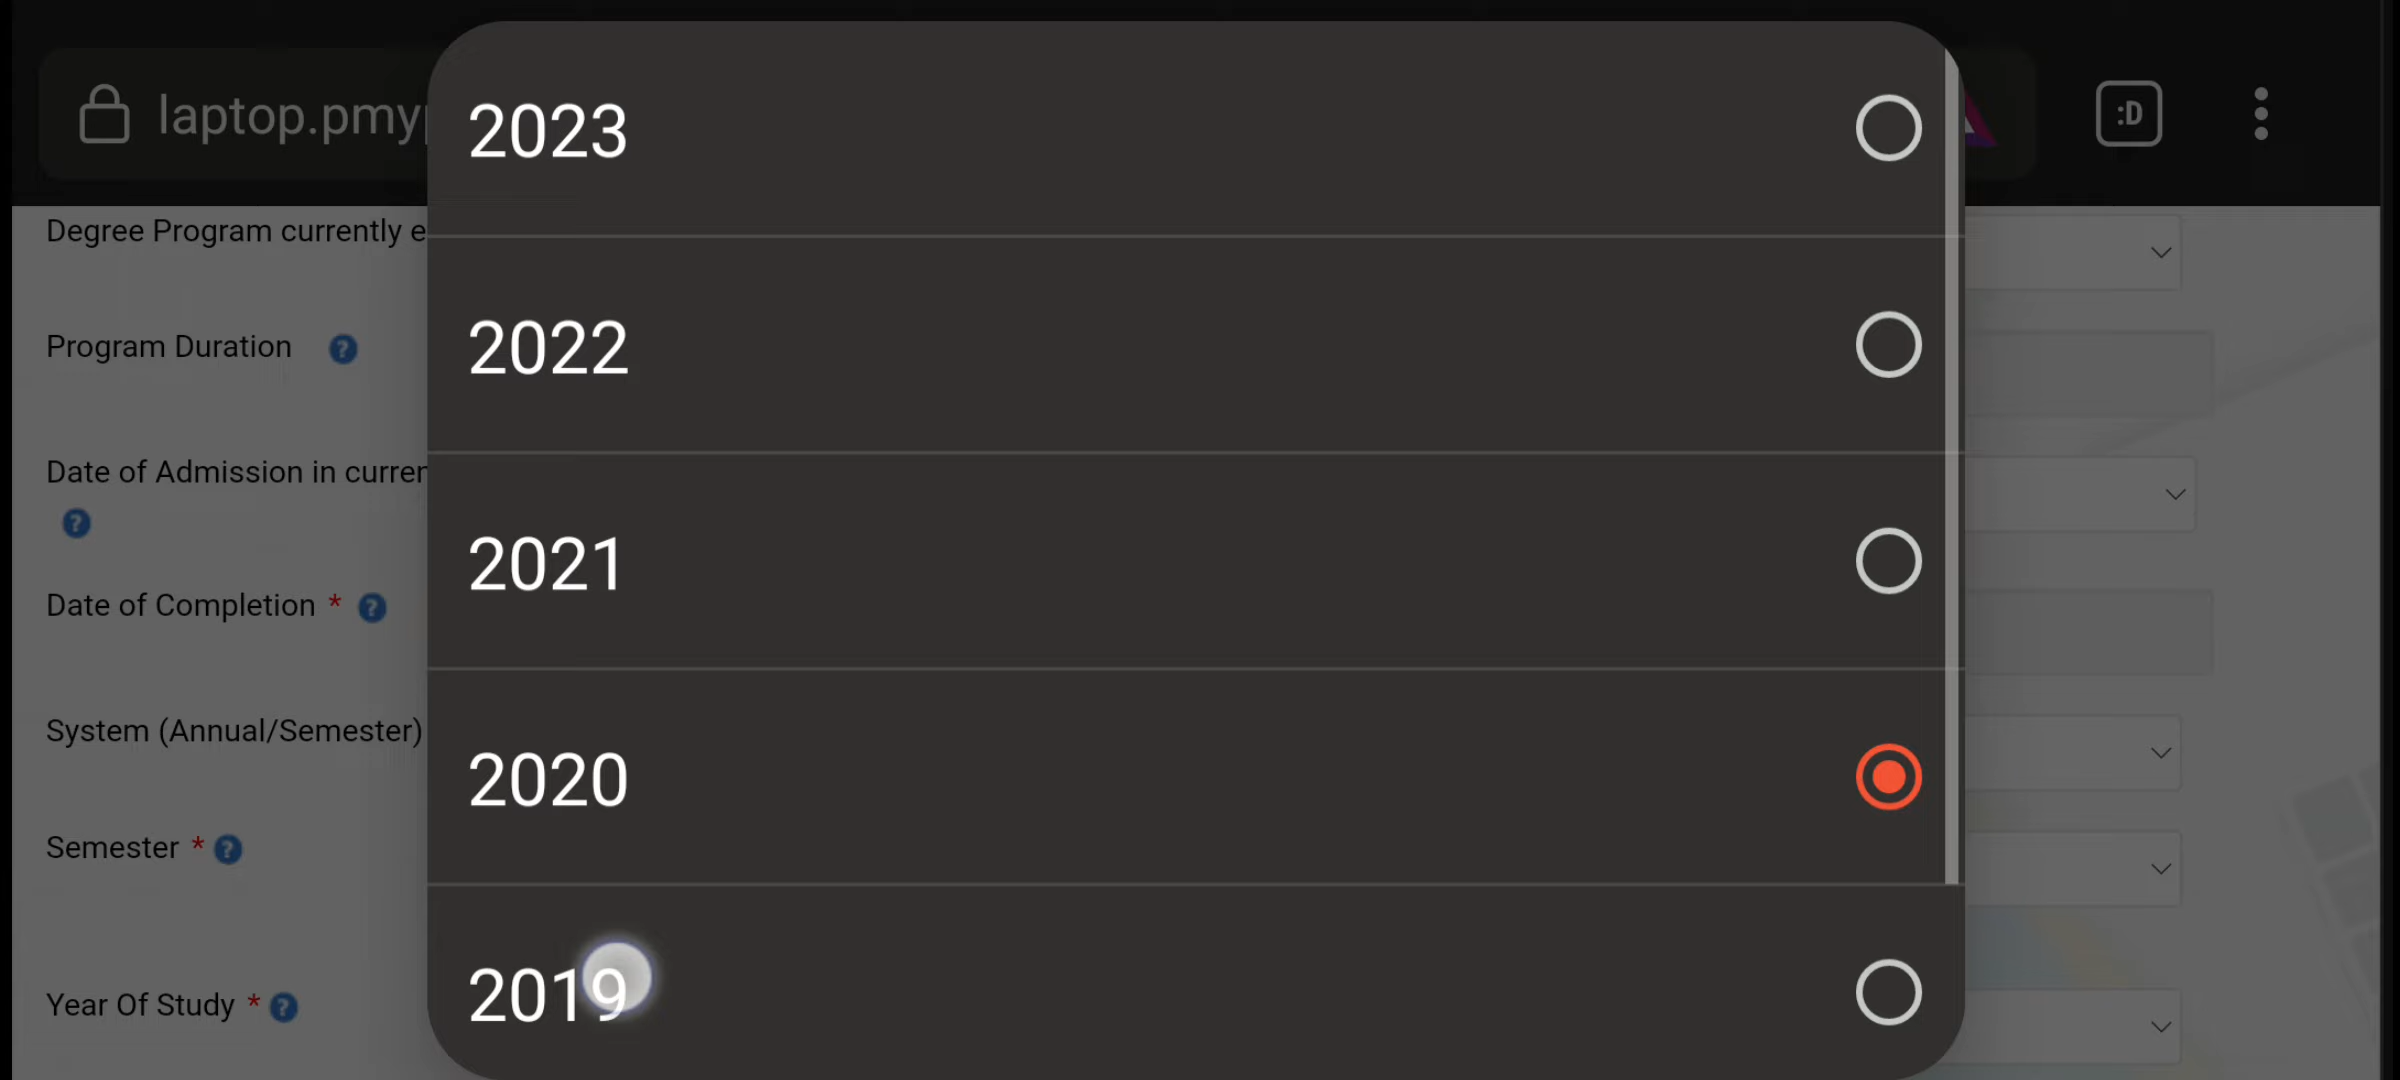 laptop.pmy
:D
2023
2022
2021
2020
2019
Degree Program currently e
Program Duration ?
Date of Admission in curren
?
Date of Completion * ?
System (Annual/Semester)
Semester * ?
Year Of Study * ?